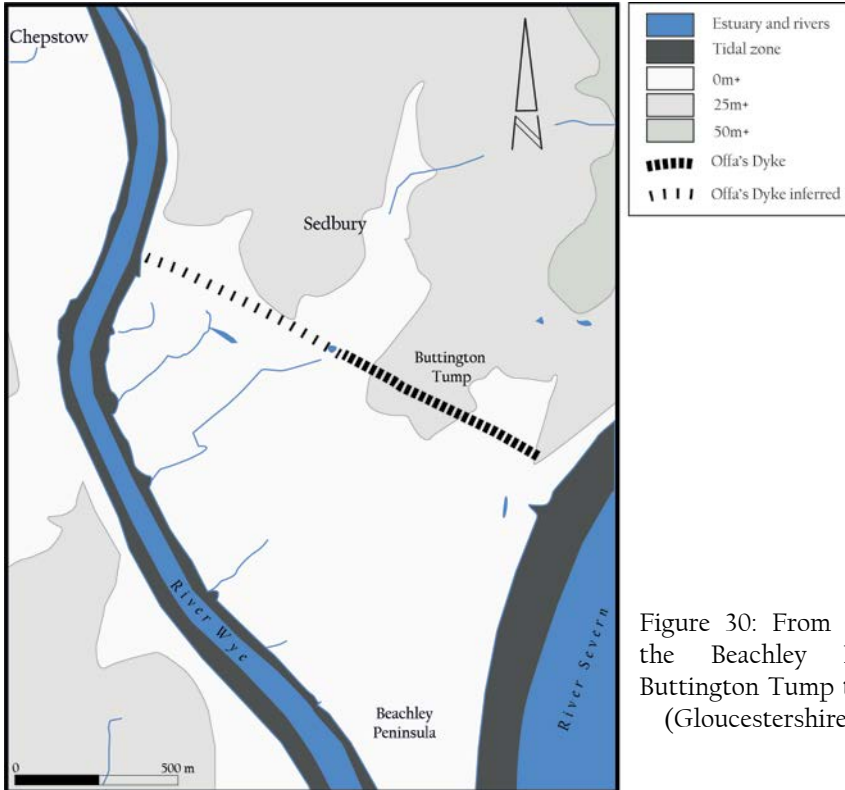 Chepstow
Sedbury
Buttington
Tump
River Wye
River Severn
Beachley
Peninsula
0
500 m
Estuary and rivers
Tidal zone
0m+
25m+
50m+
Offa's Dyke
Offa's Dyke inferred
Figure 30: From
the Beachley
Buttington Tump
(Gloucestershire